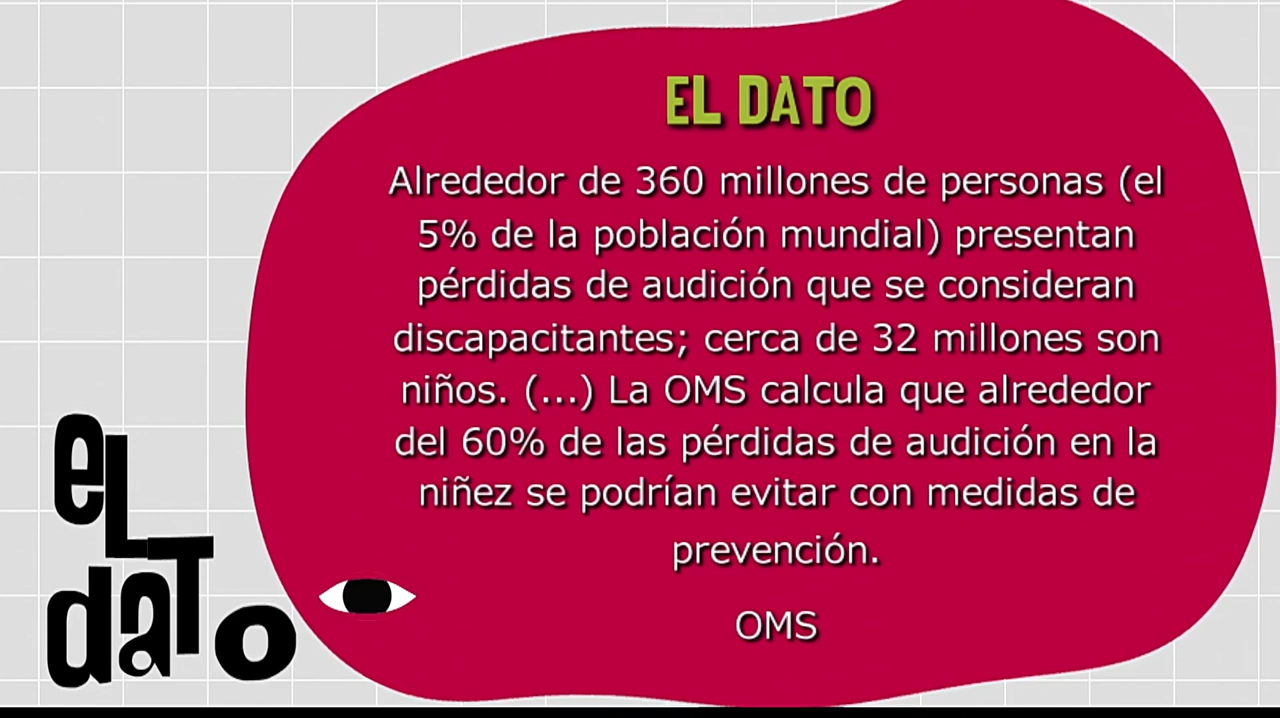 EL DATO
Alrededor de 360 millones de personas (el
5% de la población mundial) presentan
pérdidas de audición que se consideran
discapacitantes; cerca de 32 millones son
niños. (...) La OMS calcula que alrededor
del 60% de las pérdidas de audición en la
niñez se podrían evitar con medidas de
prevención.
OMS
eL
daTo